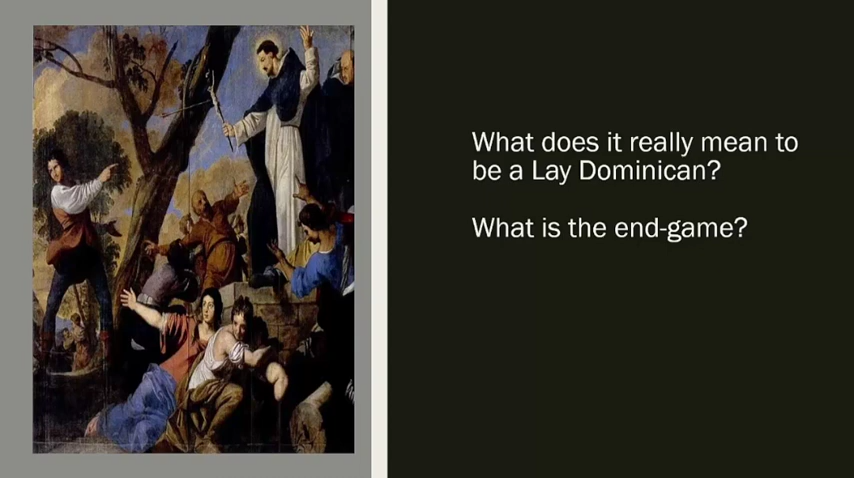 What does it really mean to
be a Lay Dominican?
What is the end-game?